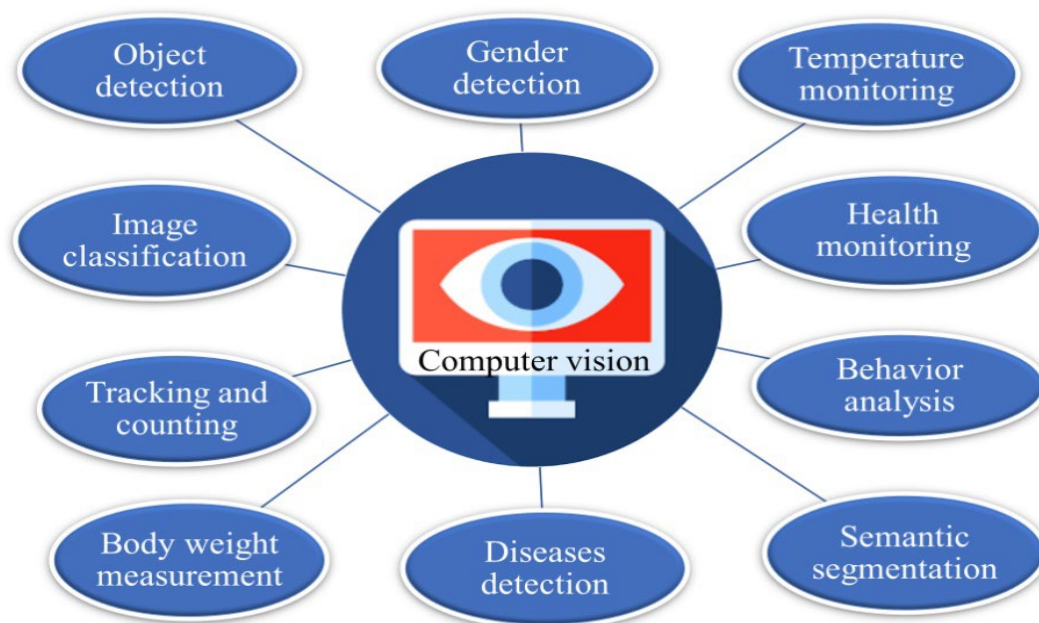 Object
detection
Gender
detection
Temperature
monitoring
Image
classification
Health
monitoring
Computer vision
Tracking and
counting
Behavior
analysis
Body weight
measurement
Diseases
detection
Semantic
segmentation